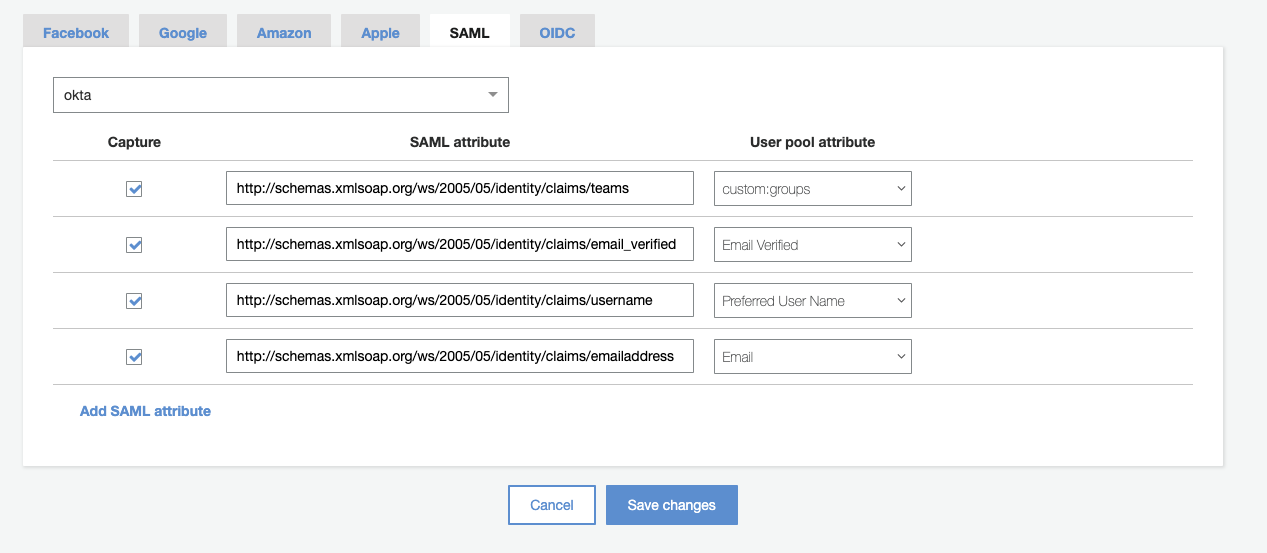 Facebook Google Amazon Apple SAML OIDC
okta
Capture SAML attribute User pool attribute
http://schemas.xmlsoap.org/ws/2005/05/identity/claims/teams custom:groups
http://schemas.xmlsoap.org/ws/2005/05/identity/claims/email_verified Email Verified
http://schemas.xmlsoap.org/ws/2005/05/identity/claims/username Preferred User Name
http://schemas.xmlsoap.org/ws/2005/05/identity/claims/emailaddress Email
Add SAML attribute
Cancel Save changes